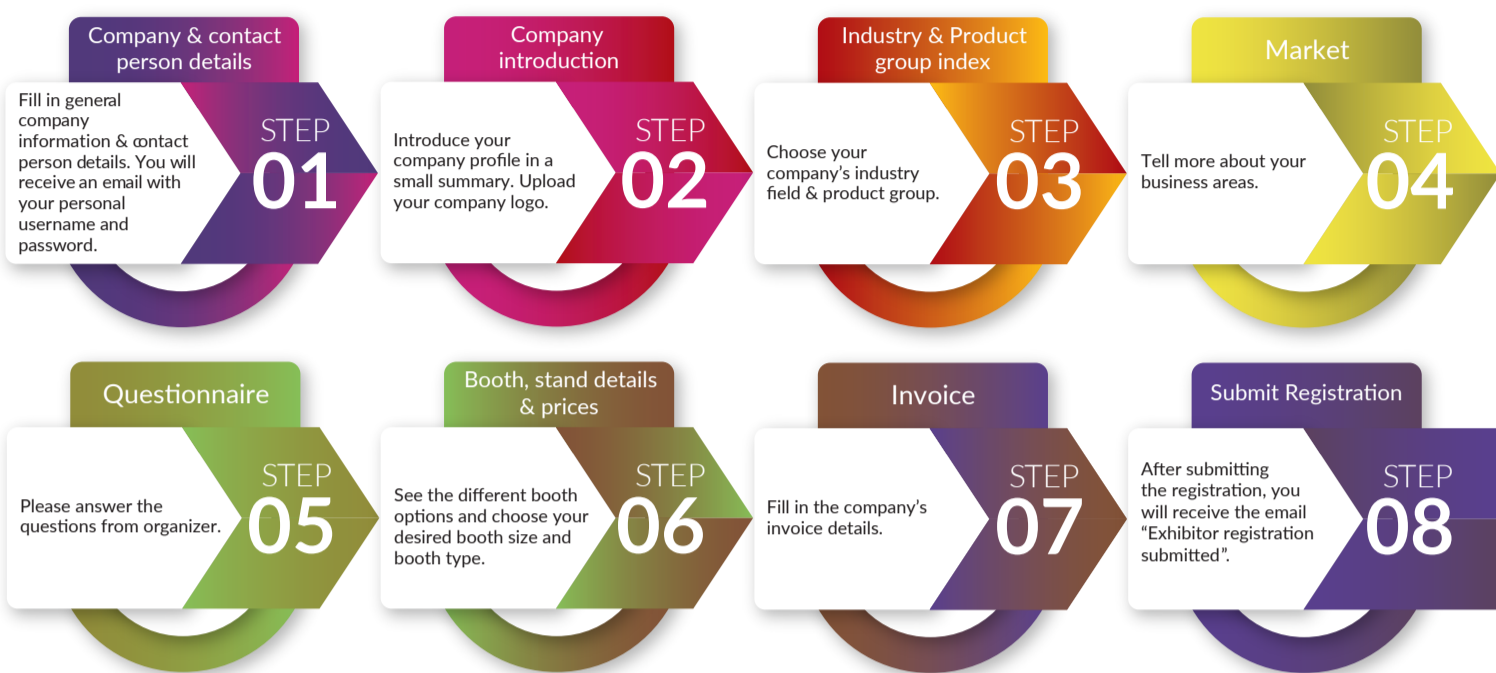 Company & contact
person details
Fill in general
company
information & contact
person details. You will
receive an email with
your personal
username and
password.
STEP
01
Company
introduction
Introduce your
company profile in a
small summary. Upload
your company logo.
STEP
02
Industry & Product
group index
Choose your
company’s industry
field & product group.
STEP
03
Market
Tell more about your
business areas.
STEP
04
Questionnaire
Please answer the
questions from organizer.
STEP
05
Booth, stand details
& prices
See the different booth
options and choose your
desired booth size and
booth type.
STEP
06
Invoice
Fill in the company’s
invoice details.
STEP
07
Submit Registration
After submitting
the registration, you
will receive the email
“Exhibitor registration
submitted”.
STEP
08